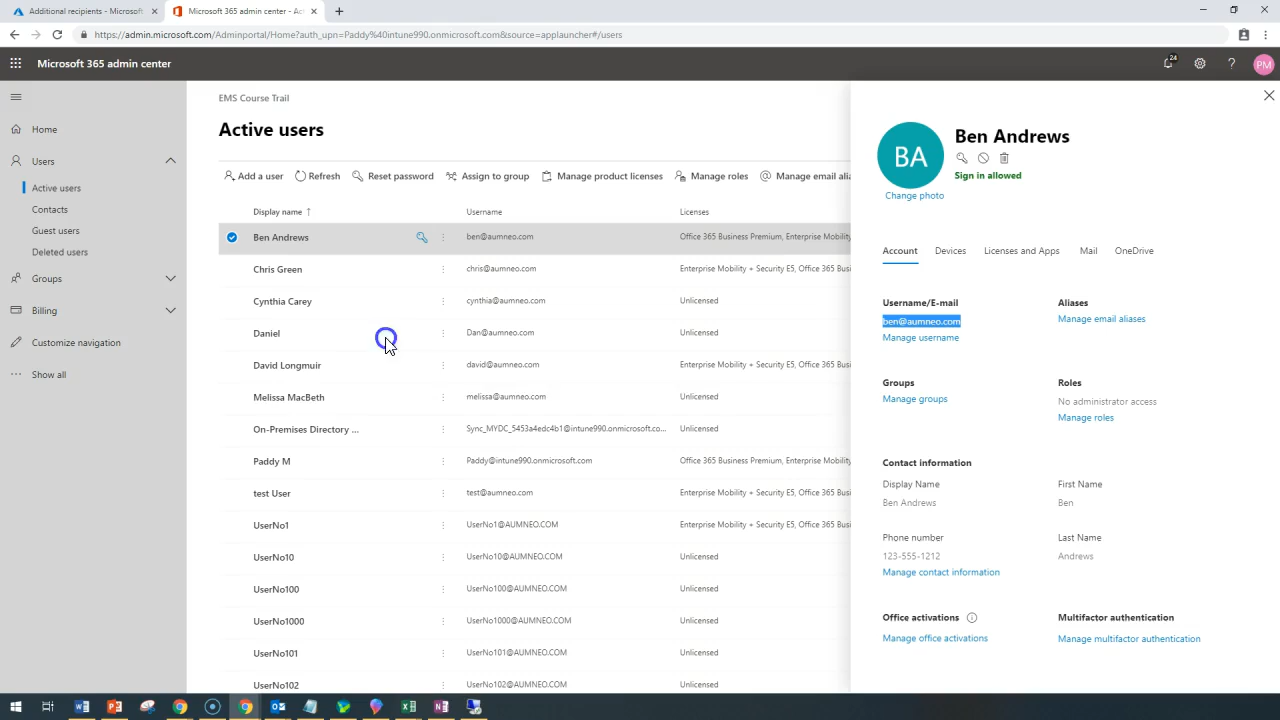 Additional recipients - Microsoft
Microsoft 365 admin center - Ac
https://admin.microsoft.com/Adminportal/Home?auth_upn=Paddy%40intune990.onmicrosoft.com&source=applauncher#/users
Microsoft 365 admin center
24
PM
Home
Users
Active users
Contacts
Guest users
Deleted users
Groups
Billing
Customize navigation
Show all
EMS Course Trail
Active users
Add a user Refresh Reset password Assign to group Manage product licenses Manage roles Manage email alia
Display name ↑ Username Licenses
Ben Andrews ben@aumneo.com Office 365 Business Premium, Enterprise Mobility
Chris Green chris@aumneo.com Enterprise Mobility + Security E5, Office 365 Busi
Cynthia Carey cynthia@aumneo.com Unlicensed
Daniel Dan@aumneo.com Unlicensed
David Longmuir david@aumneo.com Enterprise Mobility + Security E5, Office 365 Busi
Melissa MacBeth melissa@aumneo.com Unlicensed
On-Premises Directory ... Sync_MYDC_5453a4edc4b1@intune990.onmicrosoft.co... Unlicensed
Paddy M Paddy@intune990.onmicrosoft.com Office 365 Business Premium, Enterprise Mobility
test User test@aumneo.com Enterprise Mobility + Security E5, Office 365 Busi
UserNo1 UserNo1@AUMNEO.COM Enterprise Mobility + Security E5, Office 365 Busi
UserNo10 UserNo10@AUMNEO.COM Unlicensed
UserNo100 UserNo100@AUMNEO.COM Unlicensed
UserNo1000 UserNo1000@AUMNEO.COM Unlicensed
UserNo101 UserNo101@AUMNEO.COM Unlicensed
UserNo102 UserNo102@AUMNEO.COM Unlicensed
BA
Change photo
Ben Andrews
Sign in allowed
Account Devices Licenses and Apps Mail OneDrive
Username/E-mail
ben@aumneo.com
Manage username
Aliases
Manage email aliases
Groups
Manage groups
Roles
No administrator access
Manage roles
Contact information
Display Name
Ben Andrews
First Name
Ben
Phone number
123-555-1212
Manage contact information
Last Name
Andrews
Office activations
Manage office activations
Multifactor authentication
Manage multifactor authentication